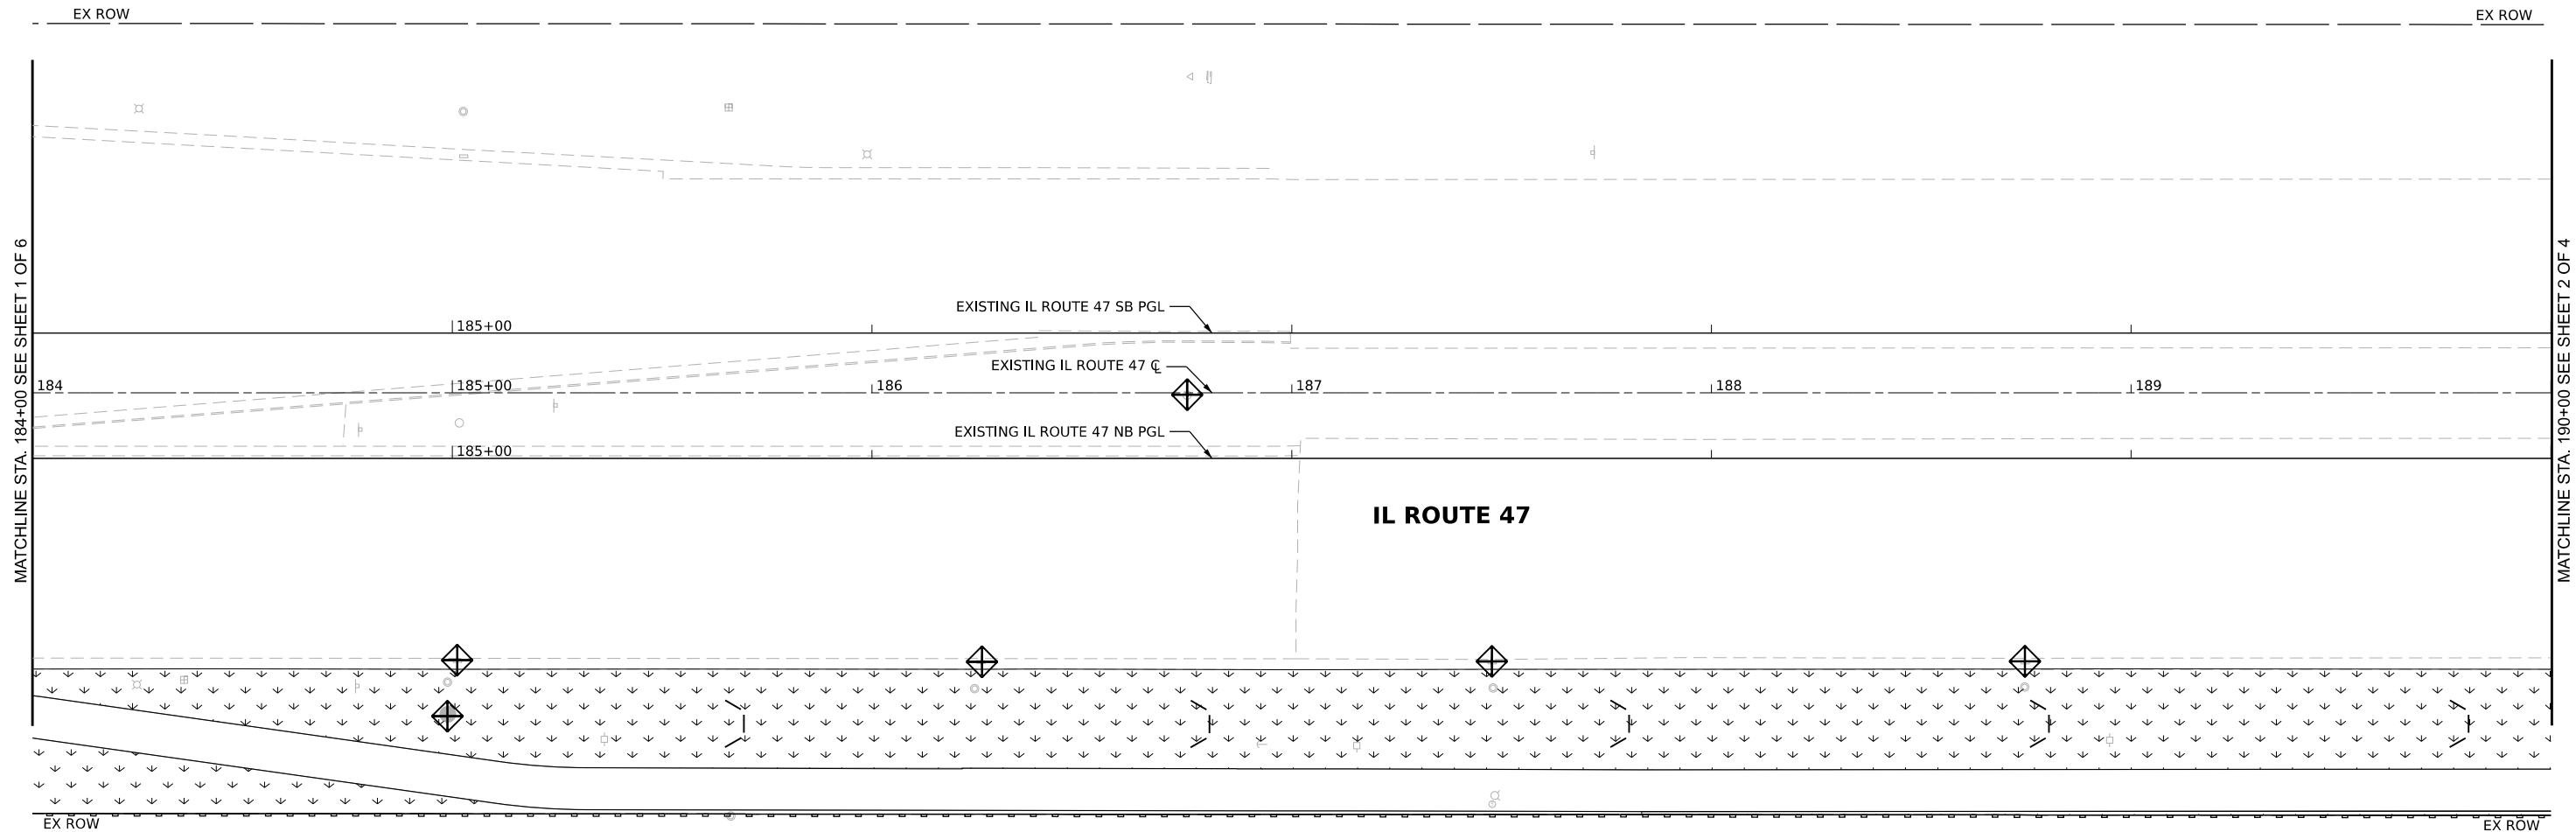 EX ROW
EX ROW
MATCHLINE STA. 184+00 SEE SHEET 1 OF 6
MATCHLINE STA. 190+00 SEE SHEET 2 OF 4
EXISTING IL ROUTE 47 SB PGL
185+00
EXISTING IL ROUTE 47 ℄
184
185+00
186
187
188
189
EXISTING IL ROUTE 47 NB PGL
185+00
IL ROUTE 47
EX ROW
EX ROW